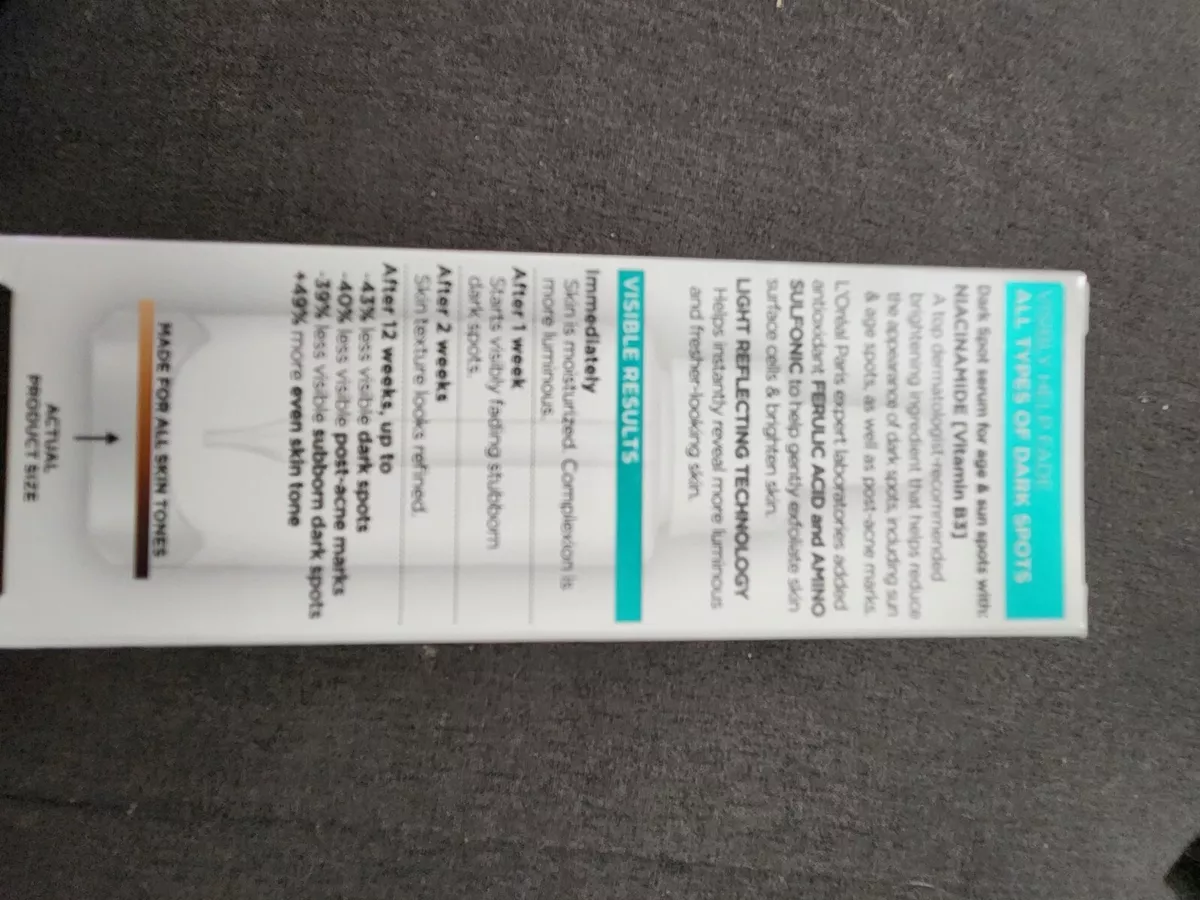 VISIBLY HELP FADE
ALL TYPES OF DARK SPOTS
Dark Spot serum for age & sun spots with:
NIACINAMIDE [Vitamin B3]
A top dermatologist-recommended
brightening ingredient that helps reduce
the appearance of dark spots, including sun
& age spots, as well as post-acne marks.
L'Oréal Paris expert laboratories added
antioxidant FERULIC ACID and AMINO
SULFONIC to help gently exfoliate skin
surface cells & brighten skin.
LIGHT REFLECTING TECHNOLOGY
Helps instantly reveal more luminous
and fresher-looking skin.
VISIBLE RESULTS
Immediately
Skin is moisturized. Complexion is
more luminous.
After 1 week
Starts visibly fading stubborn
dark spots.
After 2 weeks
Skin texture looks refined.
After 12 weeks, up to
-43% less visible dark spots
-40% less visible post-acne marks
-39% less visible subborn dark spots
+49% more even skin tone
MADE FOR ALL SKIN TONES
ACTUAL
PRODUCT SIZE